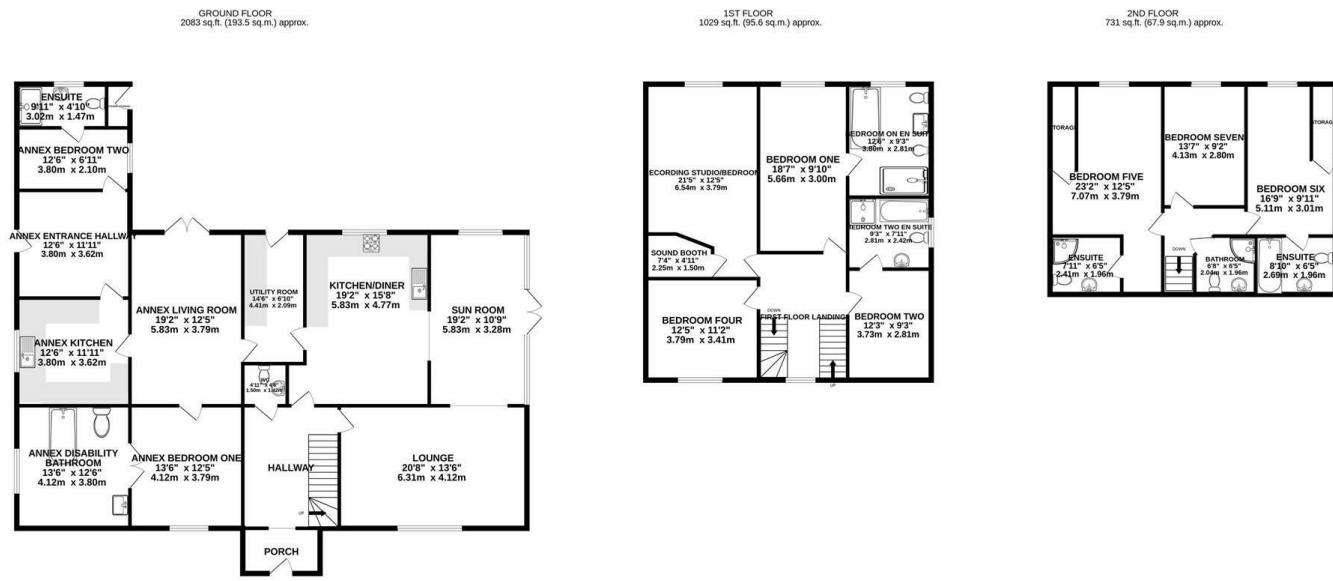 GROUND FLOOR
2083 sq.ft. (193.5 sq.m.) approx.
ENSUITE
9'11" x 4'10"
3.02m x 1.47m
ANNEX BEDROOM TWO
12'6" x 6'11"
3.80m x 2.10m
ANNEX ENTRANCE HALLWAY
12'6" x 11'11"
3.80m x 3.62m
ANNEX KITCHEN
12'6" x 11'11"
3.80m x 3.62m
ANNEX LIVING ROOM
19'2" x 12'5"
5.83m x 3.79m
UTILITY ROOM
14'6" x 6'10"
4.41m x 2.09m
KITCHEN/DINER
19'2" x 15'8"
5.83m x 4.77m
SUN ROOM
19'2" x 10'9"
5.83m x 3.28m
WC
ANNEX DISABILITY
BATHROOM
13'6" x 12'6"
4.12m x 3.80m
ANNEX BEDROOM ONE
13'6" x 12'5"
4.12m x 3.79m
HALLWAY
UP
LOUNGE
20'8" x 13'6"
6.31m x 4.12m
PORCH
1ST FLOOR
1029 sq.ft. (95.6 sq.m.) approx.
ECORDING STUDIO/BEDROOM
21'5" x 12'5"
6.54m x 3.79m
BEDROOM ONE
18'7" x 9'10"
5.66m x 3.00m
BEDROOM ON EN SUIT
12'6" x 9'3"
3.80m x 2.81m
BEDROOM TWO EN SUITE
9'3" x 7'11"
2.81m x 2.42m
SOUND BOOTH
7'4" x 4'11"
2.25m x 1.50m
BEDROOM FOUR
12'5" x 11'2"
3.79m x 3.41m
DOWN
FIRST FLOOR LANDING
UP
BEDROOM TWO
12'3" x 9'3"
3.73m x 2.81m
2ND FLOOR
731 sq.ft. (67.9 sq.m.) approx.
TORAG
BEDROOM FIVE
23'2" x 12'5"
7.07m x 3.79m
BEDROOM SEVEN
13'7" x 9'2"
4.13m x 2.80m
BEDROOM SIX
16'9" x 9'11"
5.11m x 3.01m
TORAG
ENSUITE
7'11" x 6'5"
2.41m x 1.96m
DOWN
BATHROOM
6'8" x 6'5"
2.04m x 1.96m
ENSUITE
8'10" x 6'5"
2.69m x 1.96m